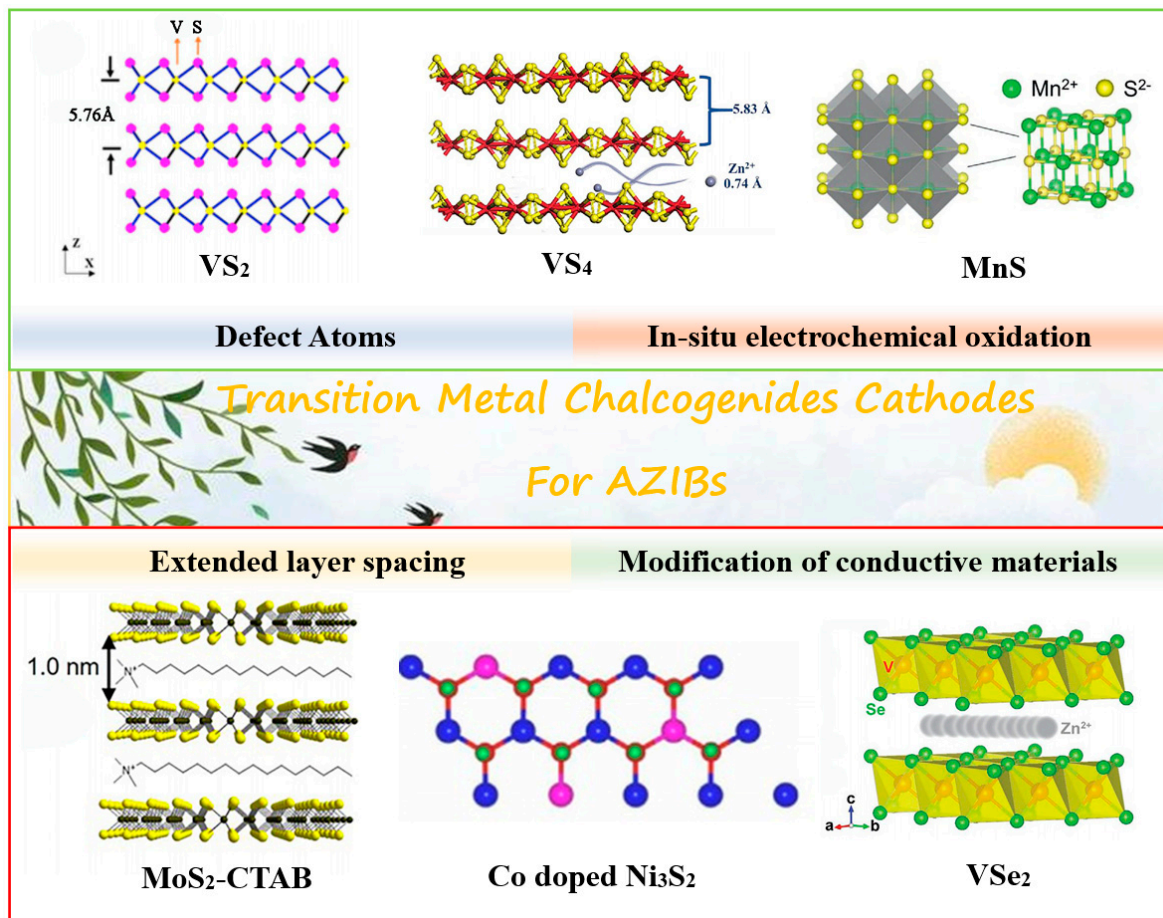 V S
5.76Å
z
x
VS₂
5.83 Å
Zn²⁺
0.74 Å
VS₄
Mn²⁺ S²⁻
MnS
Defect Atoms
In-situ electrochemical oxidation
Transition Metal Chalcogenides Cathodes
For AZIBs
Extended layer spacing
Modification of conductive materials
1.0 nm
N⁺
N⁺
MoS₂-CTAB
Co doped Ni₃S₂
V
Se
Zn²⁺
c
a b
VSe₂